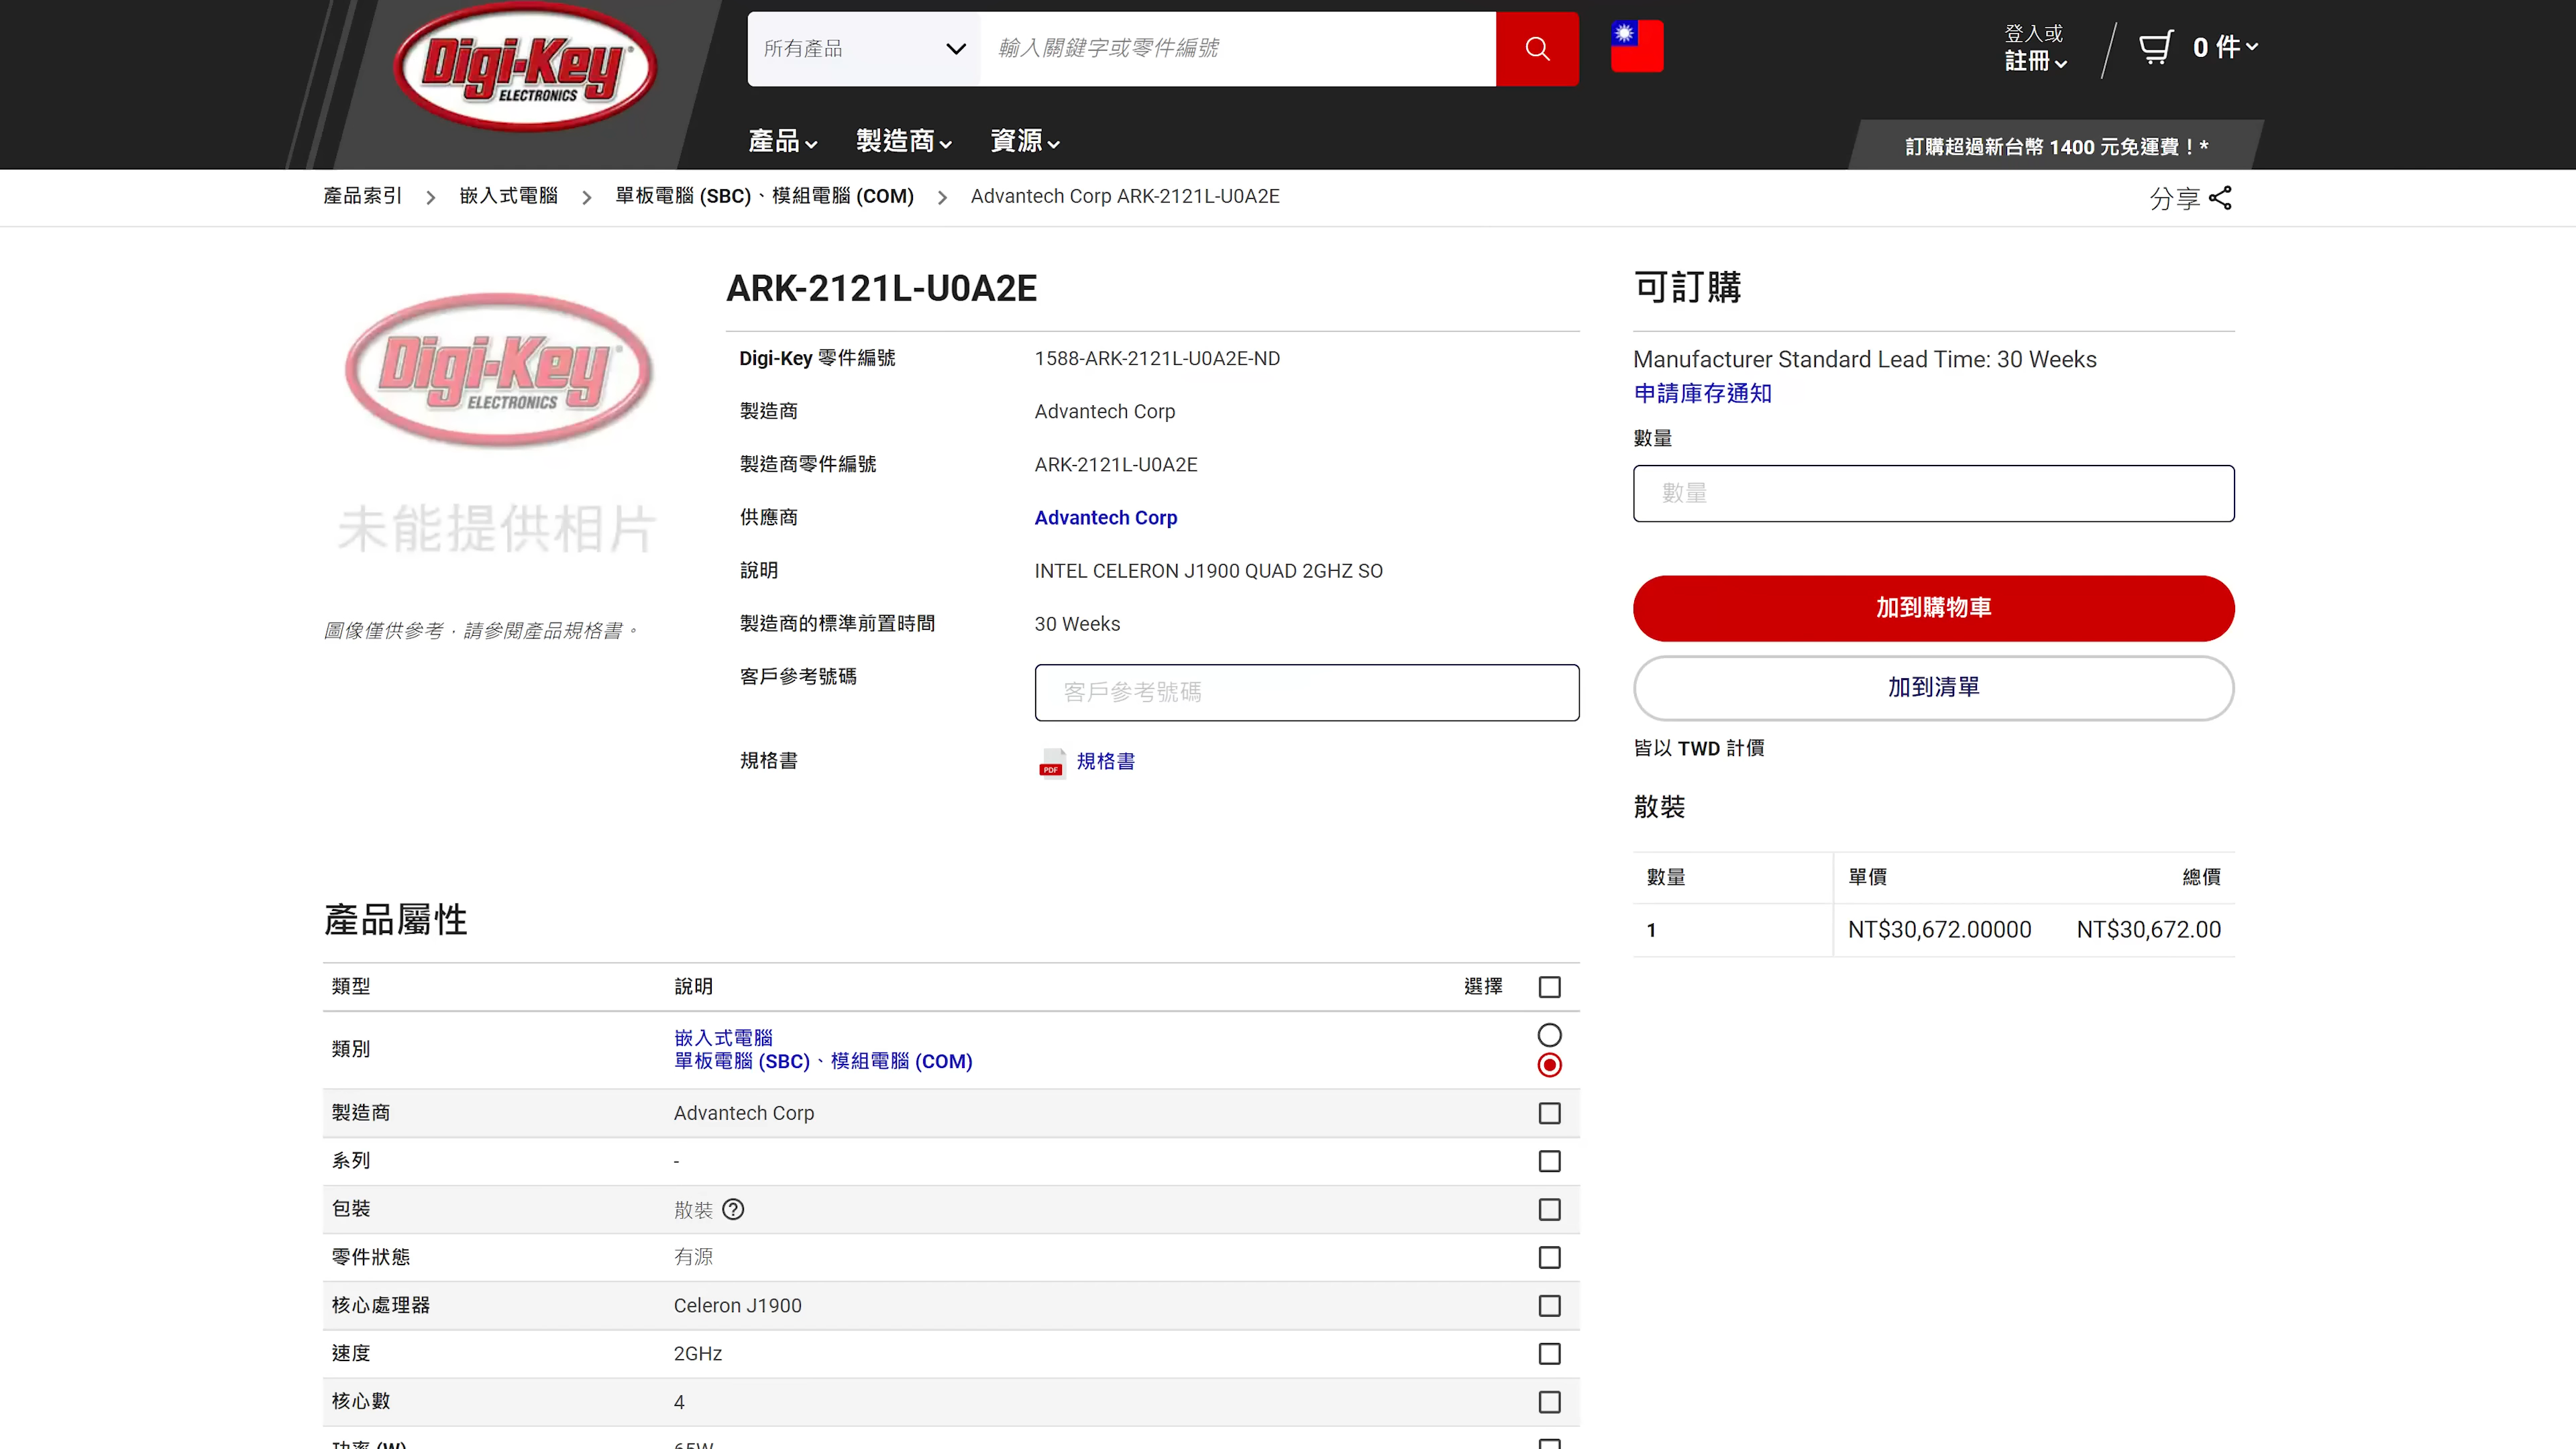 Digi-Key
ELECTRONICS
所有產品
輸入關鍵字或零件編號
登入或
註冊
0 件
產品
製造商
資源
訂購超過新台幣 1400 元免運費！*
產品索引
嵌入式電腦
單板電腦 (SBC)、模組電腦 (COM)
Advantech Corp ARK-2121L-U0A2E
分享
Digi-Key
ELECTRONICS
未能提供相片
圖像僅供參考，請參閱產品規格書。
ARK-2121L-U0A2E
Digi-Key 零件編號 1588-ARK-2121L-U0A2E-ND
製造商 Advantech Corp
製造商零件編號 ARK-2121L-U0A2E
供應商 Advantech Corp
說明 INTEL CELERON J1900 QUAD 2GHZ SO
製造商的標準前置時間 30 Weeks
客戶參考號碼 客戶參考號碼
規格書 PDF 規格書
可訂購
Manufacturer Standard Lead Time: 30 Weeks
申請庫存通知
數量
數量
加到購物車
加到清單
皆以 TWD 計價
散裝
數量 單價 總價
1 NT$30,672.00000 NT$30,672.00
產品屬性
類型 說明 選擇
類別 嵌入式電腦
單板電腦 (SBC)、模組電腦 (COM)
製造商 Advantech Corp
系列 -
包裝 散裝
零件狀態 有源
核心處理器 Celeron J1900
速度 2GHz
核心數 4
功率 (W) 65W